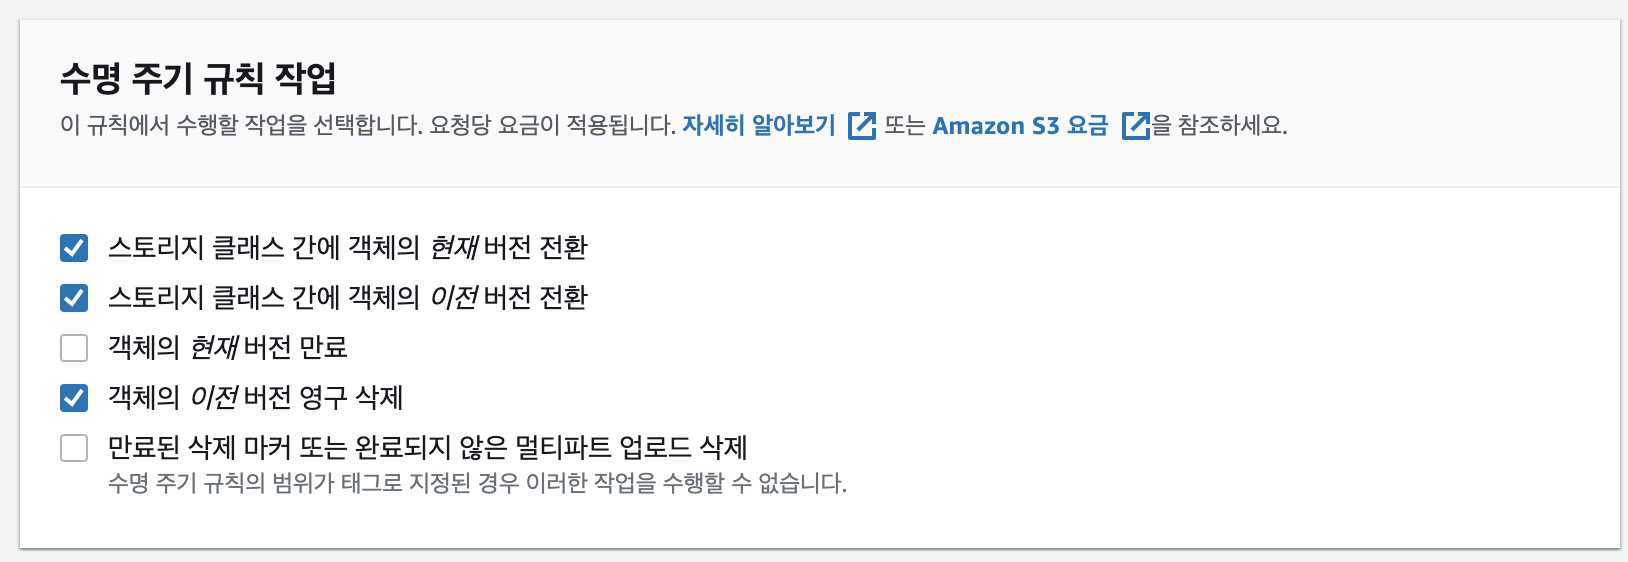 수명 주기 규칙 작업
이 규칙에서 수행할 작업을 선택합니다. 요청당 요금이 적용됩니다. 자세히 알아보기 또는 Amazon S3 요금 을 참조하세요.
스토리지 클래스 간에 객체의 현재 버전 전환
스토리지 클래스 간에 객체의 이전 버전 전환
객체의 현재 버전 만료
객체의 이전 버전 영구 삭제
만료된 삭제 마커 또는 완료되지 않은 멀티파트 업로드 삭제
수명 주기 규칙의 범위가 태그로 지정된 경우 이러한 작업을 수행할 수 없습니다.